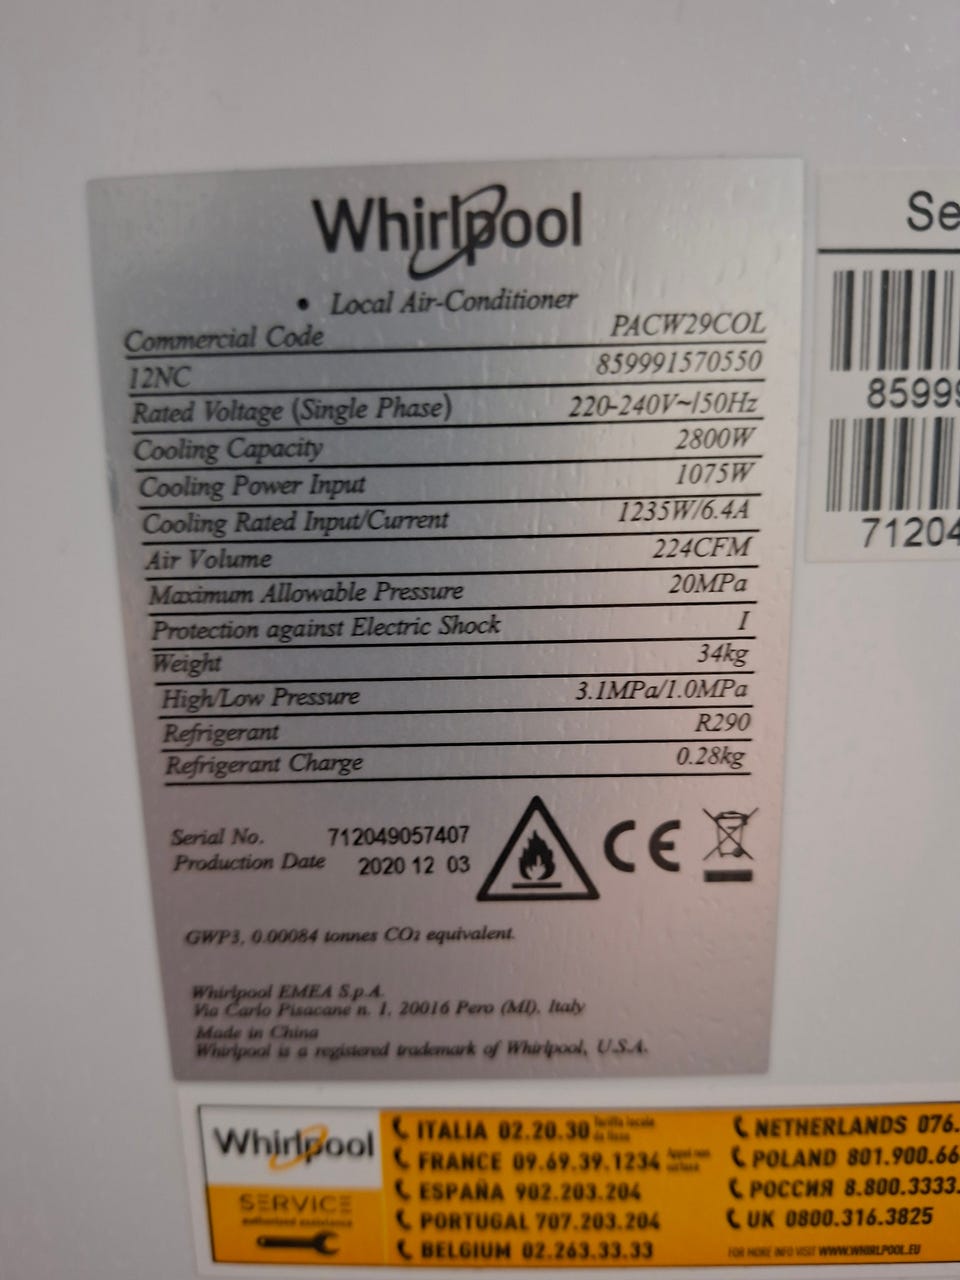 Whirlpool
• Local Air-Conditioner
Commercial Code PACW29COL
12NC 859991570550
Rated Voltage (Single Phase) 220-240V~/50Hz
Cooling Capacity 2800W
Cooling Power Input 1075W
Cooling Rated Input/Current 1235W/6.4A
Air Volume 224CFM
Maximum Allowable Pressure 20MPa
Protection against Electric Shock I
Weight 34kg
High/Low Pressure 3.1MPa/1.0MPa
Refrigerant R290
Refrigerant Charge 0.28kg
Serial No. 712049057407
Production Date 2020 12 03
CE
GWP3, 0.00084 tonnes CO₂ equivalent.
Whirlpool EMEA S.p.A.
Via Carlo Pisacane n. 1, 20016 Pero (MI), Italy
Made in China
Whirlpool is a registered trademark of Whirlpool, U.S.A.
Se
8599
71204
Whirlpool
SERVICE
authorized assistance
ITALIA 02.20.30
FRANCE 09.69.39.1234
ESPAÑA 902.203.204
PORTUGAL 707.203.204
BELGIUM 02.263.33.33
NETHERLANDS 076.
POLAND 801.900.66
РОССИЯ 8.800.3333.
UK 0800.316.3825
FOR MORE INFO VISIT WWW.WHIRLPOOL.EU